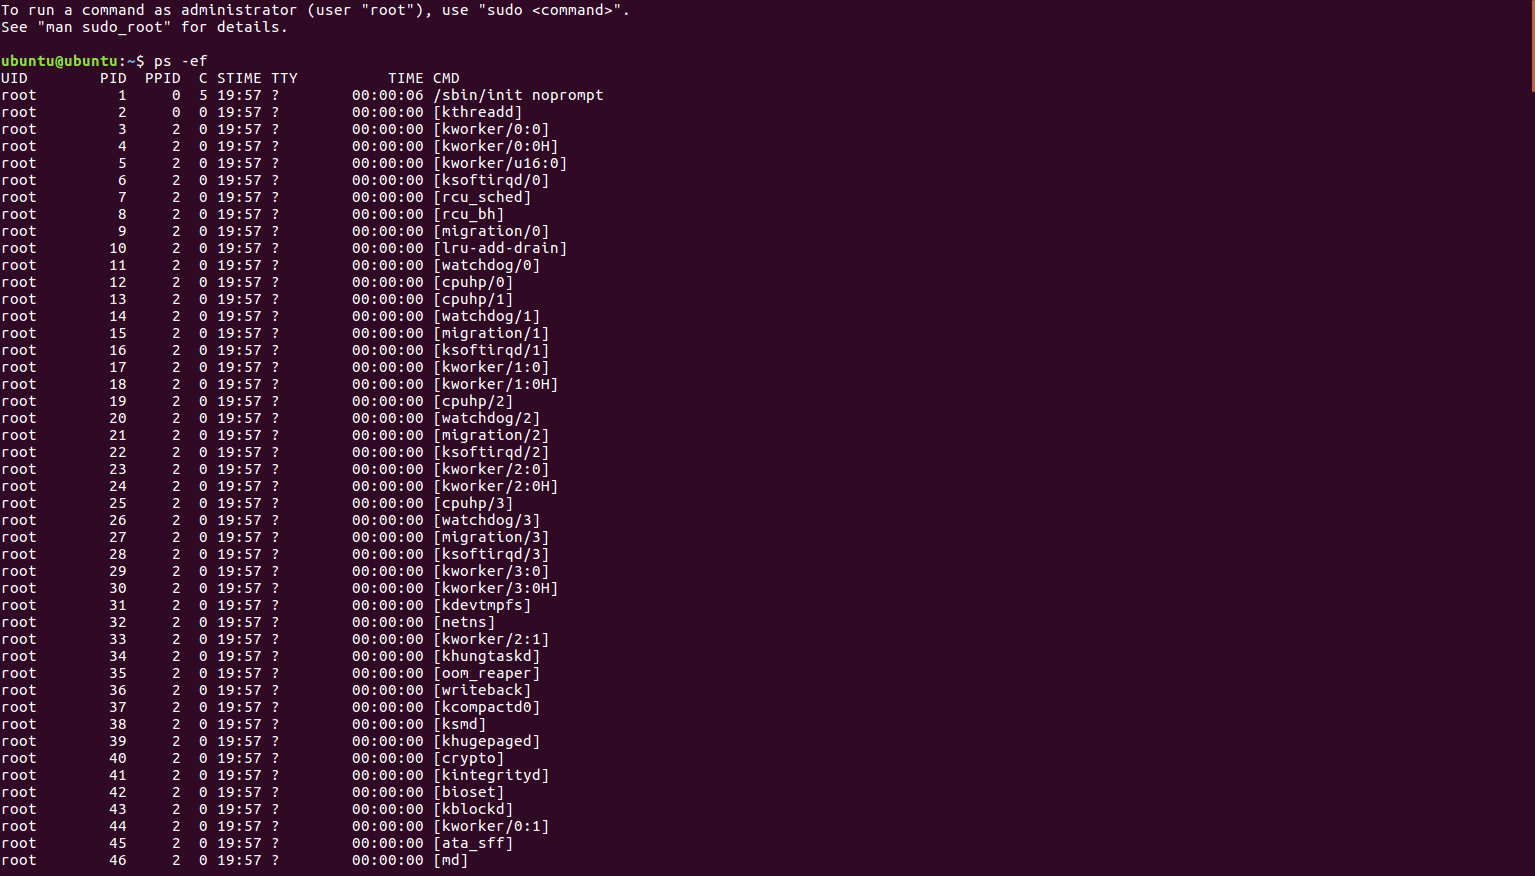 To run a command as administrator (user "root"), use "sudo <command>".
See "man sudo_root" for details.

ubuntu@ubuntu:~$ ps -ef
UID        PID  PPID  C STIME TTY          TIME CMD
root         1     0  5 19:57 ?        00:00:06 /sbin/init noprompt
root         2     0  0 19:57 ?        00:00:00 [kthreadd]
root         3     2  0 19:57 ?        00:00:00 [kworker/0:0]
root         4     2  0 19:57 ?        00:00:00 [kworker/0:0H]
root         5     2  0 19:57 ?        00:00:00 [kworker/u16:0]
root         6     2  0 19:57 ?        00:00:00 [ksoftirqd/0]
root         7     2  0 19:57 ?        00:00:00 [rcu_sched]
root         8     2  0 19:57 ?        00:00:00 [rcu_bh]
root         9     2  0 19:57 ?        00:00:00 [migration/0]
root        10     2  0 19:57 ?        00:00:00 [lru-add-drain]
root        11     2  0 19:57 ?        00:00:00 [watchdog/0]
root        12     2  0 19:57 ?        00:00:00 [cpuhp/0]
root        13     2  0 19:57 ?        00:00:00 [cpuhp/1]
root        14     2  0 19:57 ?        00:00:00 [watchdog/1]
root        15     2  0 19:57 ?        00:00:00 [migration/1]
root        16     2  0 19:57 ?        00:00:00 [ksoftirqd/1]
root        17     2  0 19:57 ?        00:00:00 [kworker/1:0]
root        18     2  0 19:57 ?        00:00:00 [kworker/1:0H]
root        19     2  0 19:57 ?        00:00:00 [cpuhp/2]
root        20     2  0 19:57 ?        00:00:00 [watchdog/2]
root        21     2  0 19:57 ?        00:00:00 [migration/2]
root        22     2  0 19:57 ?        00:00:00 [ksoftirqd/2]
root        23     2  0 19:57 ?        00:00:00 [kworker/2:0]
root        24     2  0 19:57 ?        00:00:00 [kworker/2:0H]
root        25     2  0 19:57 ?        00:00:00 [cpuhp/3]
root        26     2  0 19:57 ?        00:00:00 [watchdog/3]
root        27     2  0 19:57 ?        00:00:00 [migration/3]
root        28     2  0 19:57 ?        00:00:00 [ksoftirqd/3]
root        29     2  0 19:57 ?        00:00:00 [kworker/3:0]
root        30     2  0 19:57 ?        00:00:00 [kworker/3:0H]
root        31     2  0 19:57 ?        00:00:00 [kdevtmpfs]
root        32     2  0 19:57 ?        00:00:00 [netns]
root        33     2  0 19:57 ?        00:00:00 [kworker/2:1]
root        34     2  0 19:57 ?        00:00:00 [khungtaskd]
root        35     2  0 19:57 ?        00:00:00 [oom_reaper]
root        36     2  0 19:57 ?        00:00:00 [writeback]
root        37     2  0 19:57 ?        00:00:00 [kcompactd0]
root        38     2  0 19:57 ?        00:00:00 [ksmd]
root        39     2  0 19:57 ?        00:00:00 [khugepaged]
root        40     2  0 19:57 ?        00:00:00 [crypto]
root        41     2  0 19:57 ?        00:00:00 [kintegrityd]
root        42     2  0 19:57 ?        00:00:00 [bioset]
root        43     2  0 19:57 ?        00:00:00 [kblockd]
root        44     2  0 19:57 ?        00:00:00 [kworker/0:1]
root        45     2  0 19:57 ?        00:00:00 [ata_sff]
root        46     2  0 19:57 ?        00:00:00 [md]